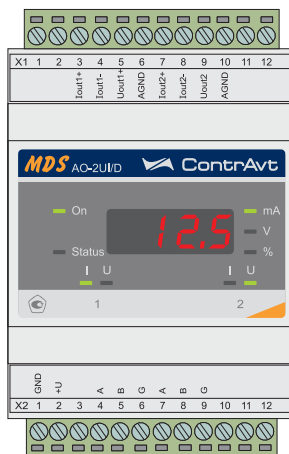 X1 1 2 3 4 5 6 7 8 9 10 11 12
Iout1+ Iout1- Uout1+ AGND Iout2+ Iout2- Uout2 AGND
MDS AO-2UI/D ContrAvt
On 12.5 mA
V
Status %
I U I U
1 2
GND +U A B G A B G
X2 1 2 3 4 5 6 7 8 9 10 11 12